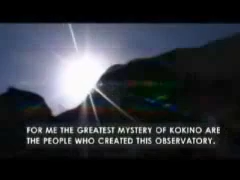 FOR ME THE GREATEST MYSTERY OF KOKINO ARE
THE PEOPLE WHO CREATED THIS OBSERVATORY.